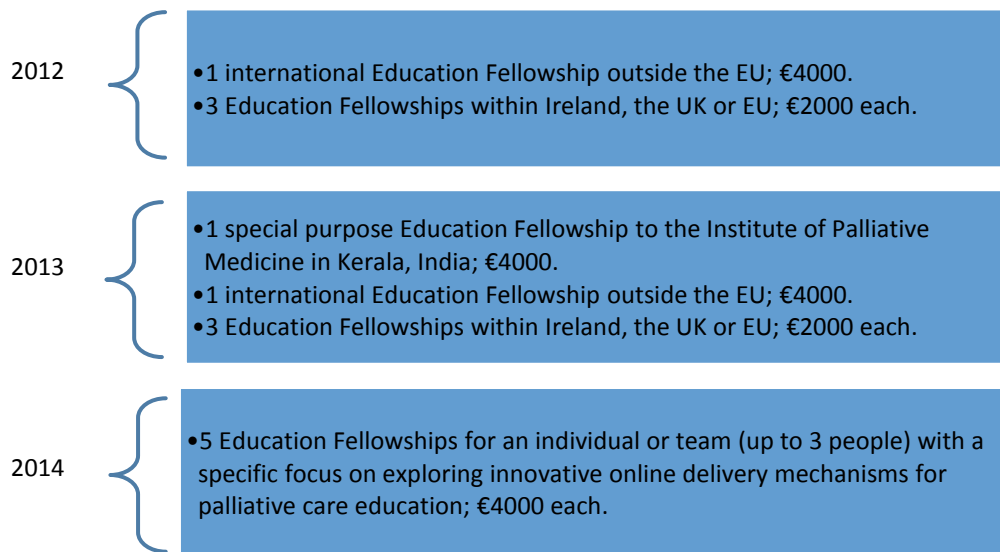 2012
•1 international Education Fellowship outside the EU; €4000.
•3 Education Fellowships within Ireland, the UK or EU; €2000 each.
2013
•1 special purpose Education Fellowship to the Institute of Palliative
Medicine in Kerala, India; €4000.
•1 international Education Fellowship outside the EU; €4000.
•3 Education Fellowships within Ireland, the UK or EU; €2000 each.
2014
•5 Education Fellowships for an individual or team (up to 3 people) with a
specific focus on exploring innovative online delivery mechanisms for
palliative care education; €4000 each.